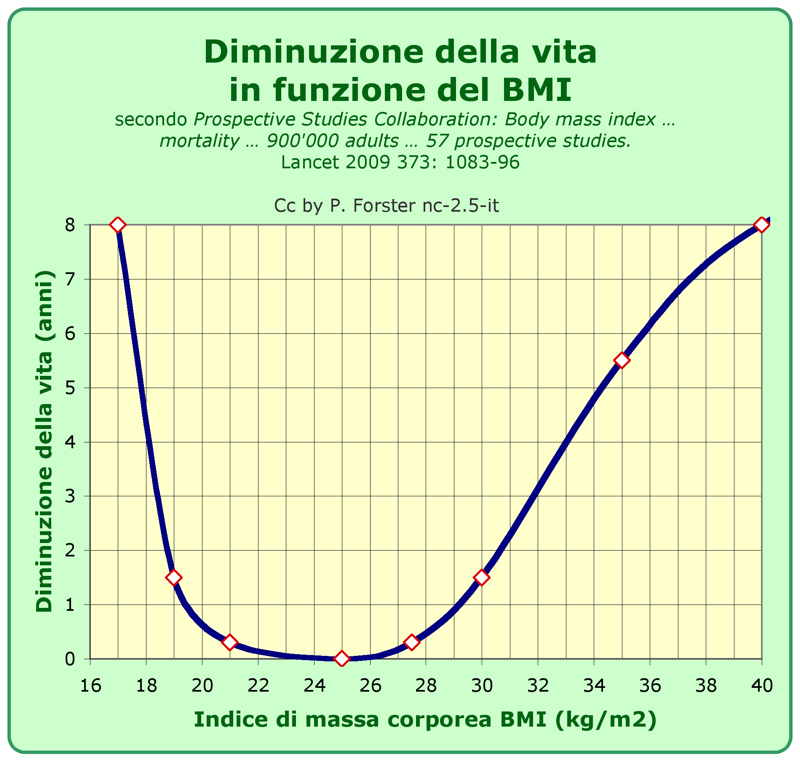 Diminuzione della vita
in funzione del BMI
secondo Prospective Studies Collaboration: Body mass index …
mortality … 900'000 adults … 57 prospective studies.
Lancet 2009 373: 1083-96
Cc by P. Forster nc-2.5-it
Diminuzione della vita (anni)
8
7
6
5
4
3
2
1
0
16 18 20 22 24 26 28 30 32 34 36 38 40
Indice di massa corporea BMI (kg/m2)